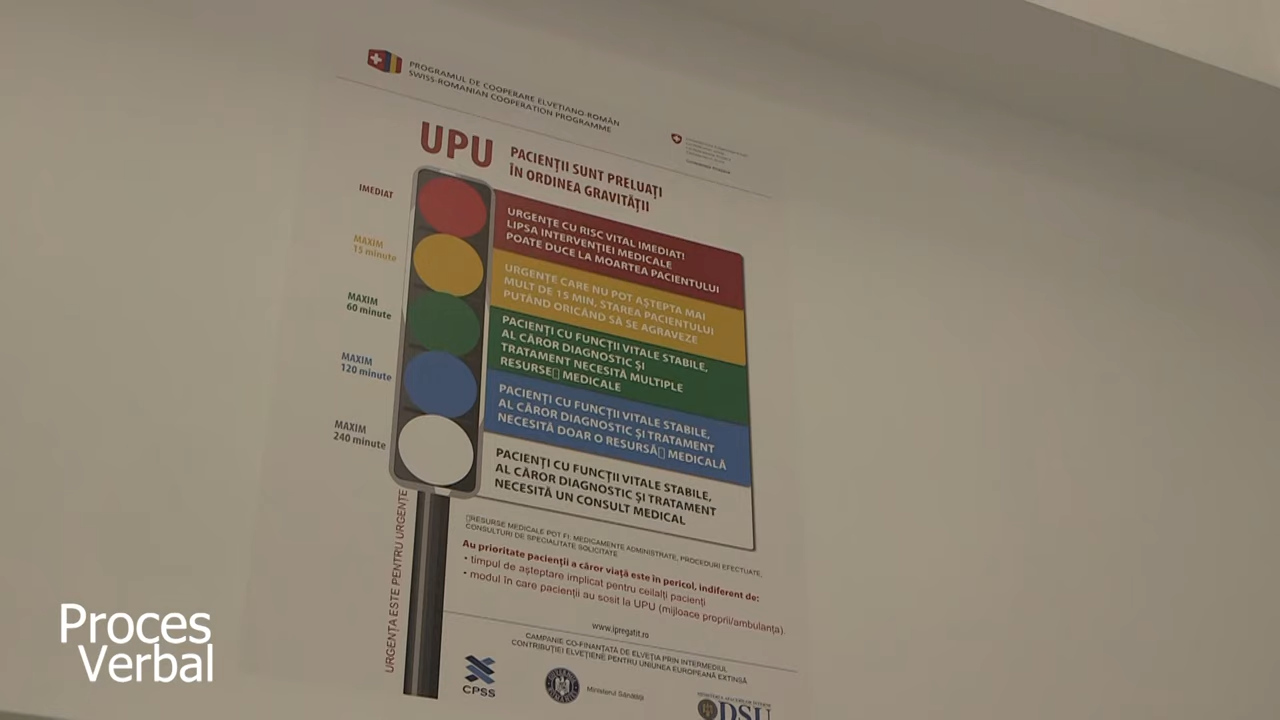 PROGRAMUL DE COOPERARE ELVEȚIANO-ROMÂN
SWISS-ROMANIAN COOPERATION PROGRAMME
UPU
PACIENȚII SUNT PRELUAȚI
ÎN ORDINEA GRAVITĂȚII
IMEDIAT
URGENȚE CU RISC VITAL IMEDIAT!
LIPSA INTERVENȚIEI MEDICALE
POATE DUCE LA MOARTEA PACIENTULUI
MAXIM
15 minute
URGENȚE CARE NU POT AȘTEPTA MAI
MULT DE 15 MIN, STAREA PACIENTULUI
PUTÂND ORICÂND SĂ SE AGRAVEZE
MAXIM
60 minute
PACIENȚI CU FUNCȚII VITALE STABILE,
AL CĂROR DIAGNOSTIC ȘI
TRATAMENT NECESITĂ MULTIPLE
RESURSE▯ MEDICALE
MAXIM
120 minute
PACIENȚI CU FUNCȚII VITALE STABILE,
AL CĂROR DIAGNOSTIC ȘI TRATAMENT
NECESITĂ DOAR O RESURSĂ▯ MEDICALĂ
MAXIM
240 minute
PACIENȚI CU FUNCȚII VITALE STABILE,
AL CĂROR DIAGNOSTIC ȘI TRATAMENT
NECESITĂ UN CONSULT MEDICAL
URGENȚA ESTE PENTRU URGENȚE
▯RESURSE MEDICALE POT FI: MEDICAMENTE ADMINISTRATE, PROCEDURI EFECTUATE,
CONSULTURI DE SPECIALITATE SOLICITATE
Au prioritate pacienții a căror viață este în pericol, indiferent de:
• timpul de așteptare implicat pentru ceilalți pacienți
• modul în care pacienții au sosit la UPU (mijloace proprii/ambulanța).
www.ipregatit.ro
CAMPANIE CO-FINANȚATĂ DE ELVEȚIA PRIN INTERMEDIUL
CONTRIBUȚIEI ELVEȚIENE PENTRU UNIUNEA EUROPEANĂ EXTINSĂ
CPSS
Ministerul Sănătății
DSU
Proces
Verbal